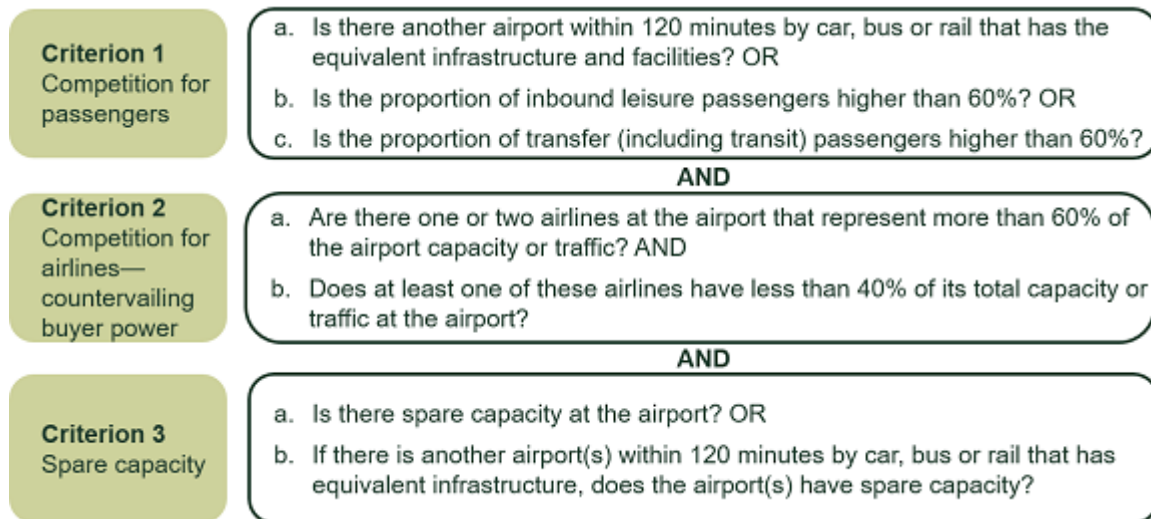 Criterion 1
Competition for
passengers
a. Is there another airport within 120 minutes by car, bus or rail that has the
equivalent infrastructure and facilities? OR
b. Is the proportion of inbound leisure passengers higher than 60%? OR
c. Is the proportion of transfer (including transit) passengers higher than 60%?
AND
Criterion 2
Competition for
airlines—
countervailing
buyer power
a. Are there one or two airlines at the airport that represent more than 60% of
the airport capacity or traffic? AND
b. Does at least one of these airlines have less than 40% of its total capacity or
traffic at the airport?
AND
Criterion 3
Spare capacity
a. Is there spare capacity at the airport? OR
b. If there is another airport(s) within 120 minutes by car, bus or rail that has
equivalent infrastructure, does the airport(s) have spare capacity?